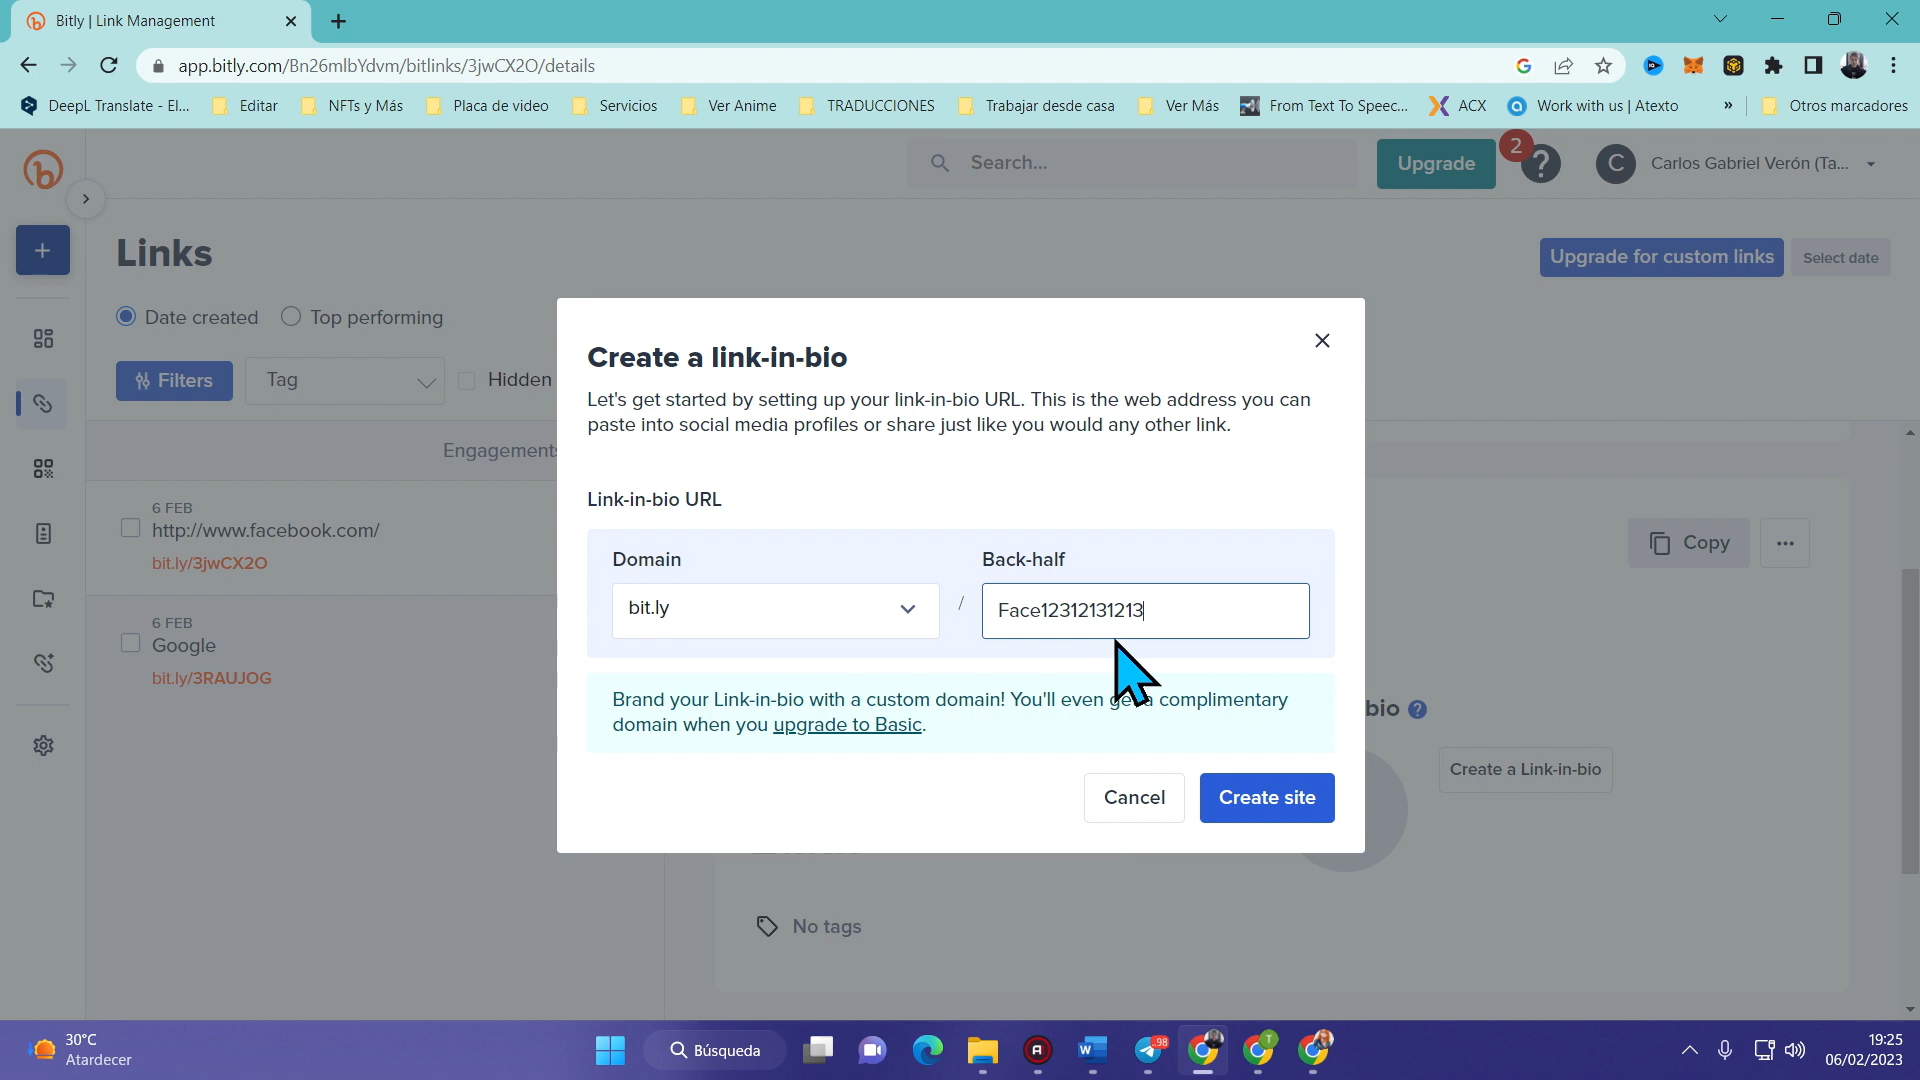 Bitly | Link Management
app.bitly.com/Bn26mlbYdvm/bitlinks/3jwCX2O/details
DeepL Translate - El...
Editar
NFTs y Más
Placa de video
Servicios
Ver Anime
TRADUCCIONES
Trabajar desde casa
Ver Más
From Text To Speec...
ACX
Work with us | Atexto
»
Otros marcadores
Search...
Upgrade
2
?
C
Carlos Gabriel Verón (Ta...
Links
Upgrade for custom links
Select date
Date created
Top performing
Filters
Tag
Hidden
Engagements
6 FEB
http://www.facebook.com/
bit.ly/3jwCX2O
6 FEB
Google
bit.ly/3RAUJOG
Create a link-in-bio
Let's get started by setting up your link-in-bio URL. This is the web address you can
paste into social media profiles or share just like you would any other link.
Link-in-bio URL
Domain
Back-half
bit.ly
/
Face12312131213
Brand your Link-in-bio with a custom domain! You'll even get a complimentary
domain when you upgrade to Basic.
Cancel
Create site
Copy
bio ?
Create a Link-in-bio
No tags
30°C
Atardecer
Búsqueda
98
T
19:25
06/02/2023